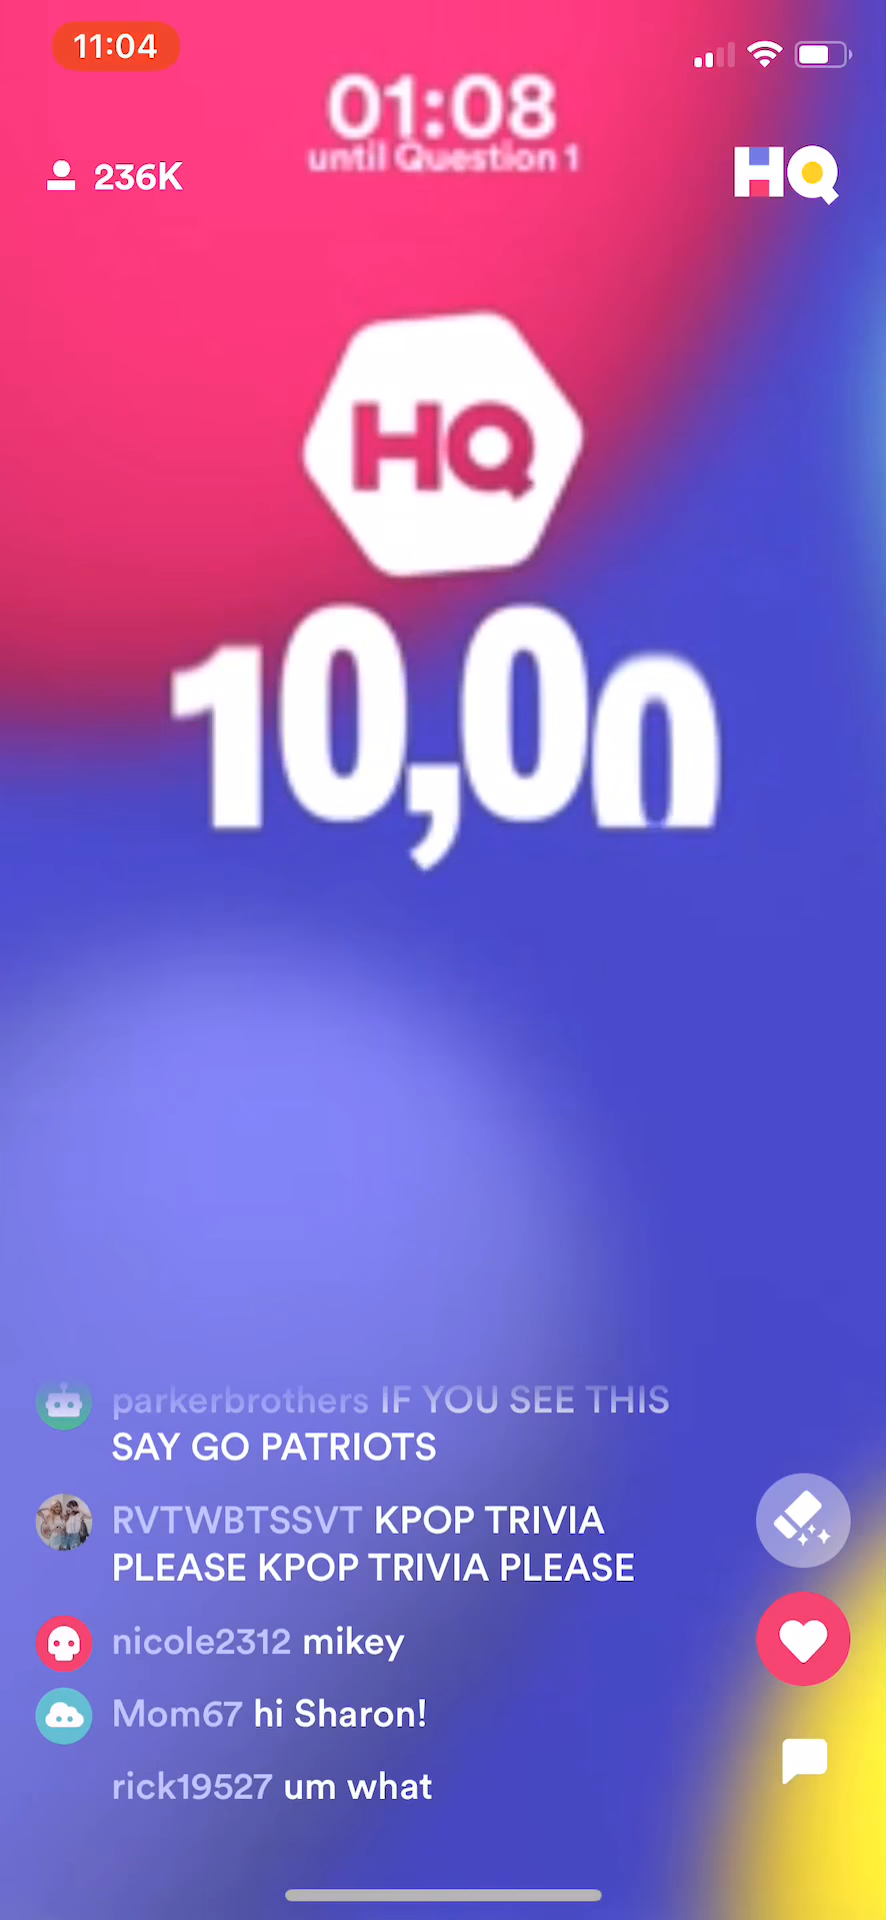 11:04
01:08
until Question 1
236K
HQ
HQ
10,00
parkerbrothers IF YOU SEE THIS
SAY GO PATRIOTS
RVTWBTSSVT KPOP TRIVIA
PLEASE KPOP TRIVIA PLEASE
nicole2312 mikey
Mom67 hi Sharon!
rick19527 um what